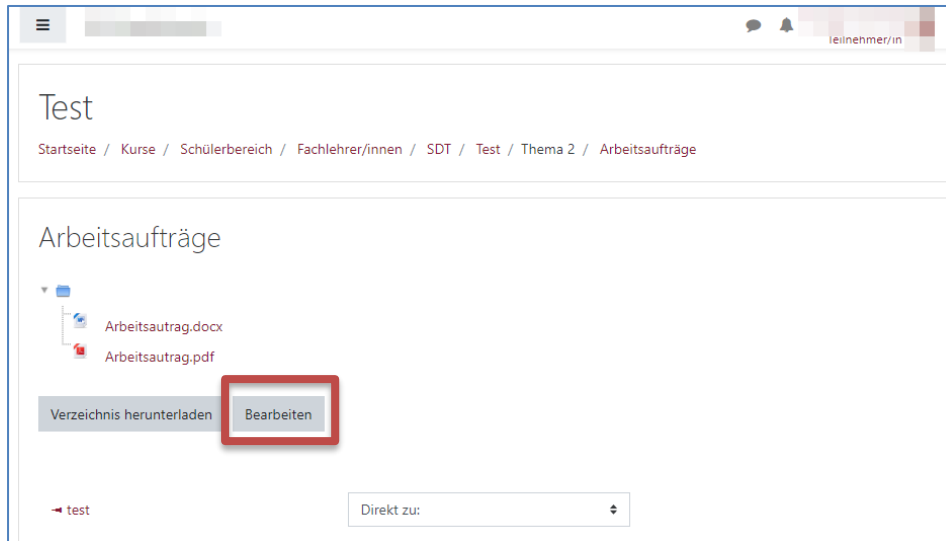 Teilnehmer/in
Test
Startseite / Kurse / Schülerbereich / Fachlehrer/innen / SDT / Test / Thema 2 / Arbeitsaufträge
Arbeitsaufträge
Arbeitsautrag.docx
Arbeitsautrag.pdf
Verzeichnis herunterladen Bearbeiten
◄ test Direkt zu: